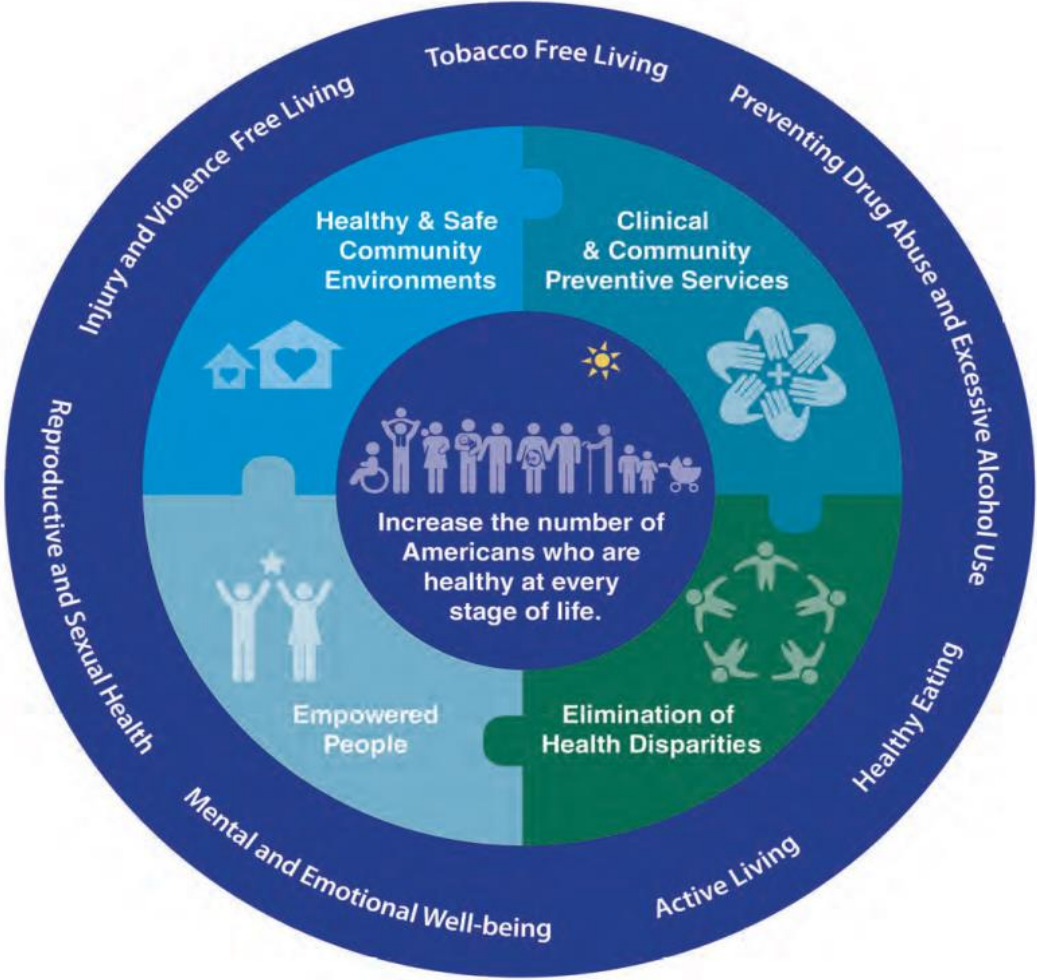 Tobacco Free Living
Preventing Drug Abuse and Excessive Alcohol Use
Healthy Eating
Active Living
Mental and Emotional Well-being
Reproductive and Sexual Health
Injury and Violence Free Living
Healthy & Safe
Community
Environments
Clinical
& Community
Preventive Services
Increase the number of
Americans who are
healthy at every
stage of life.
Empowered
People
Elimination of
Health Disparities